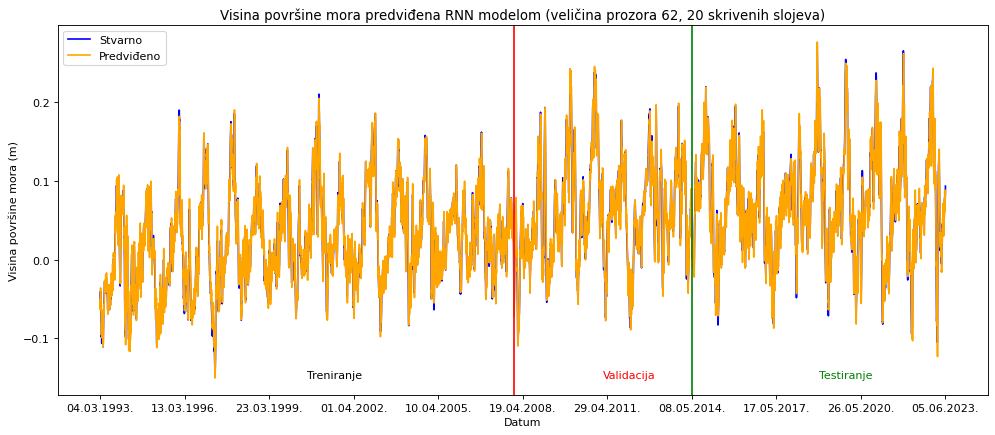 Visina površine mora predviđena RNN modelom (veličina prozora 62, 20 skrivenih slojeva)
Stvarno
Predviđeno
Visina površine mora (m)
0.2
0.1
0.0
−0.1
Treniranje
Validacija
Testiranje
04.03.1993.
13.03.1996.
23.03.1999.
01.04.2002.
10.04.2005.
19.04.2008.
29.04.2011.
08.05.2014.
17.05.2017.
26.05.2020.
05.06.2023.
Datum